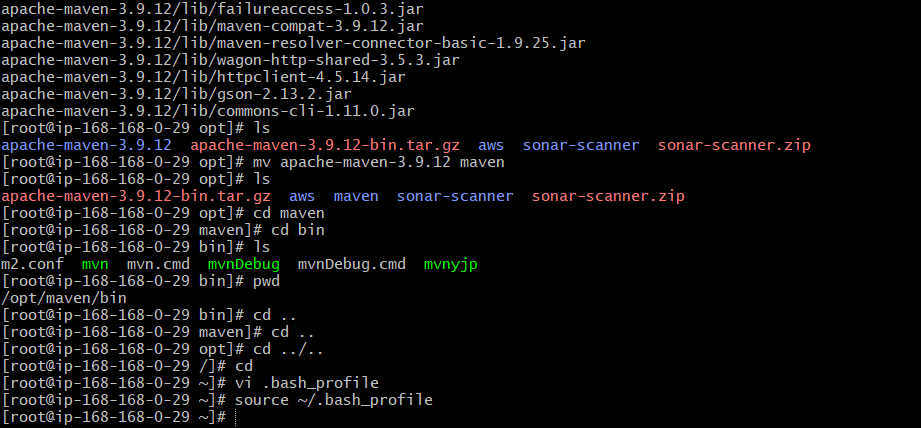 apache-maven-3.9.12/lib/failureaccess-1.0.3.jar
apache-maven-3.9.12/lib/maven-compat-3.9.12.jar
apache-maven-3.9.12/lib/maven-resolver-connector-basic-1.9.25.jar
apache-maven-3.9.12/lib/wagon-http-shared-3.5.3.jar
apache-maven-3.9.12/lib/httpclient-4.5.14.jar
apache-maven-3.9.12/lib/gson-2.13.2.jar
apache-maven-3.9.12/lib/commons-cli-1.11.0.jar
[root@ip-168-168-0-29 opt]# ls
apache-maven-3.9.12  apache-maven-3.9.12-bin.tar.gz  aws  sonar-scanner  sonar-scanner.zip
[root@ip-168-168-0-29 opt]# mv apache-maven-3.9.12 maven
[root@ip-168-168-0-29 opt]# ls
apache-maven-3.9.12-bin.tar.gz  aws  maven  sonar-scanner  sonar-scanner.zip
[root@ip-168-168-0-29 opt]# cd maven
[root@ip-168-168-0-29 maven]# cd bin
[root@ip-168-168-0-29 bin]# ls
m2.conf  mvn  mvn.cmd  mvnDebug  mvnDebug.cmd  mvnyjp
[root@ip-168-168-0-29 bin]# pwd
/opt/maven/bin
[root@ip-168-168-0-29 bin]# cd ..
[root@ip-168-168-0-29 maven]# cd ..
[root@ip-168-168-0-29 opt]# cd ../..
[root@ip-168-168-0-29 /]# cd
[root@ip-168-168-0-29 ~]# vi .bash_profile
[root@ip-168-168-0-29 ~]# source ~/.bash_profile
[root@ip-168-168-0-29 ~]#